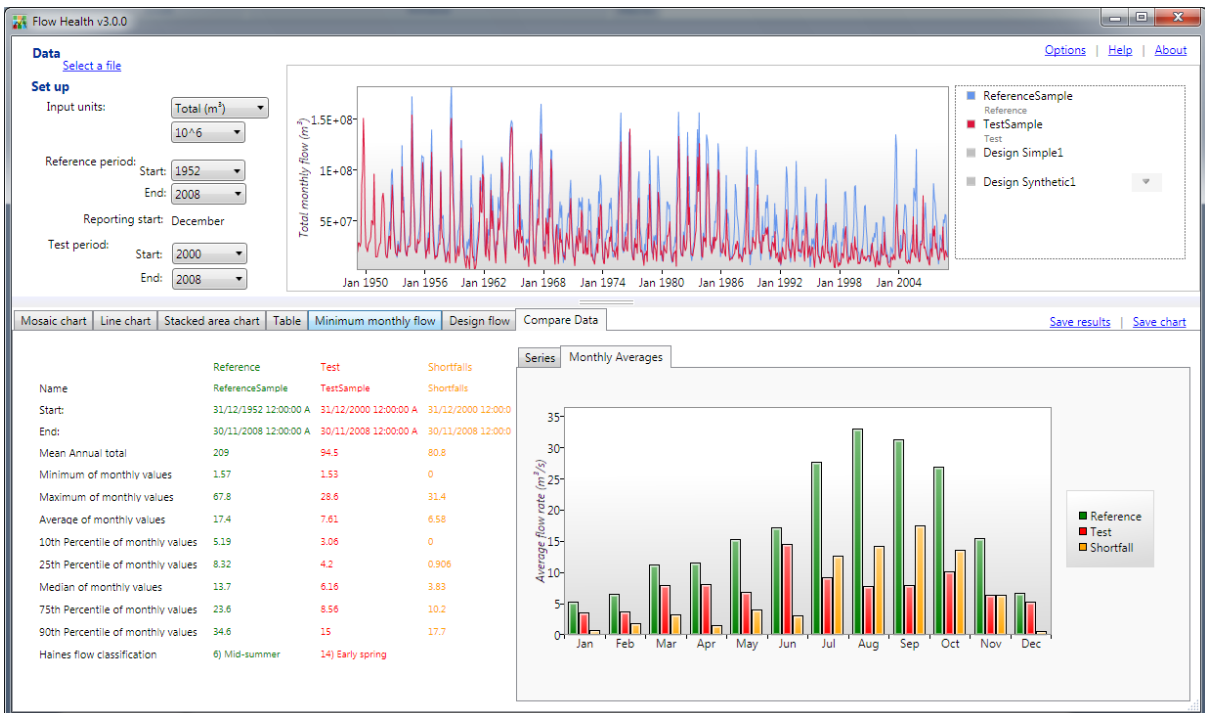 Flow Health v3.0.0
Data
Select a file
Options | Help | About
Set up
Input units: Total (m³)
10^6
Reference period:
Start: 1952
End: 2008
Reporting start: December
Test period:
Start: 2000
End: 2008
Total monthly flow (m³)
1.5E+08
1E+08
5E+07
Jan 1950 Jan 1956 Jan 1962 Jan 1968 Jan 1974 Jan 1980 Jan 1986 Jan 1992 Jan 1998 Jan 2004
ReferenceSample
Reference
TestSample
Test
Design Simple1
Design Synthetic1
Mosaic chart Line chart Stacked area chart Table Minimum monthly flow Design flow Compare Data
Save results | Save chart
Reference Test Shortfalls
Name ReferenceSample TestSample Shortfalls
Start: 31/12/1952 12:00:00 A 31/12/2000 12:00:00 A 31/12/2000 12:00:0
End: 30/11/2008 12:00:00 A 30/11/2008 12:00:00 A 30/11/2008 12:00:0
Mean Annual total 209 94.5 80.8
Minimum of monthly values 1.57 1.53 0
Maximum of monthly values 67.8 28.6 31.4
Average of monthly values 17.4 7.61 6.58
10th Percentile of monthly values 5.19 3.06 0
25th Percentile of monthly values 8.32 4.2 0.906
Median of monthly values 13.7 6.16 3.83
75th Percentile of monthly values 23.6 8.56 10.2
90th Percentile of monthly values 34.6 15 17.7
Haines flow classification 6) Mid-summer 14) Early spring
Series Monthly Averages
Average flow rate (m³/s)
35
30
25
20
15
10
5
0
Jan Feb Mar Apr May Jun Jul Aug Sep Oct Nov Dec
Reference
Test
Shortfall